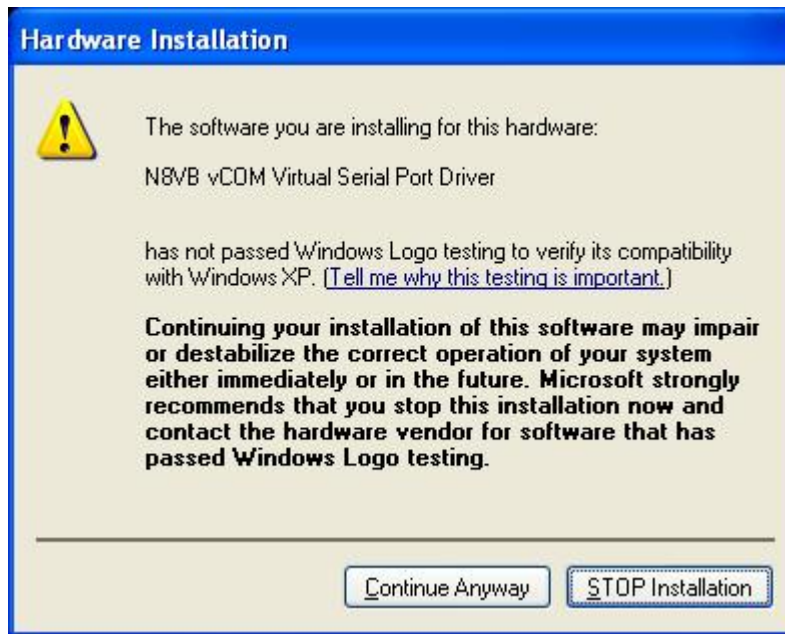 Hardware Installation
The software you are installing for this hardware:
N8VB vCOM Virtual Serial Port Driver
has not passed Windows Logo testing to verify its compatibility
with Windows XP. (Tell me why this testing is important.)
Continuing your installation of this software may impair
or destabilize the correct operation of your system
either immediately or in the future. Microsoft strongly
recommends that you stop this installation now and
contact the hardware vendor for software that has
passed Windows Logo testing.
Continue Anyway
STOP Installation